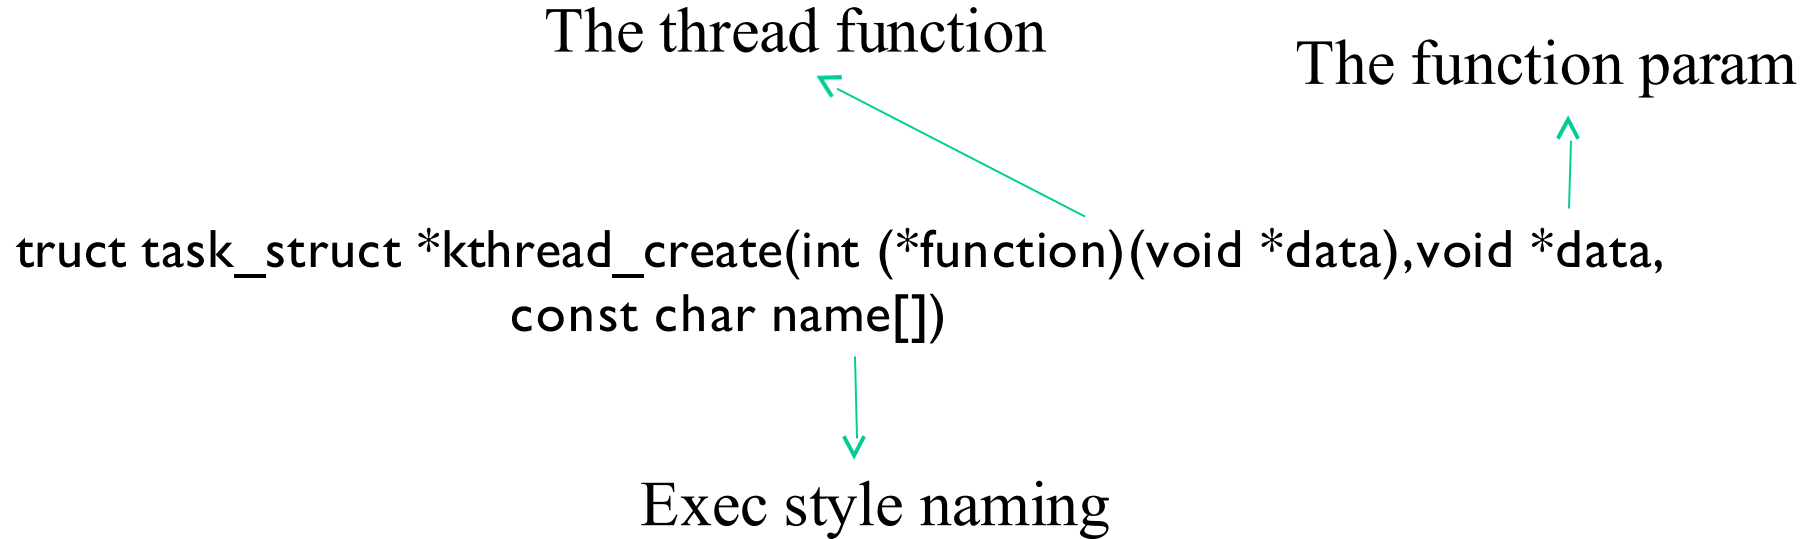 The thread function
The function param
truct task_struct *kthread_create(int (*function)(void *data),void *data,
const char name[])
Exec style naming